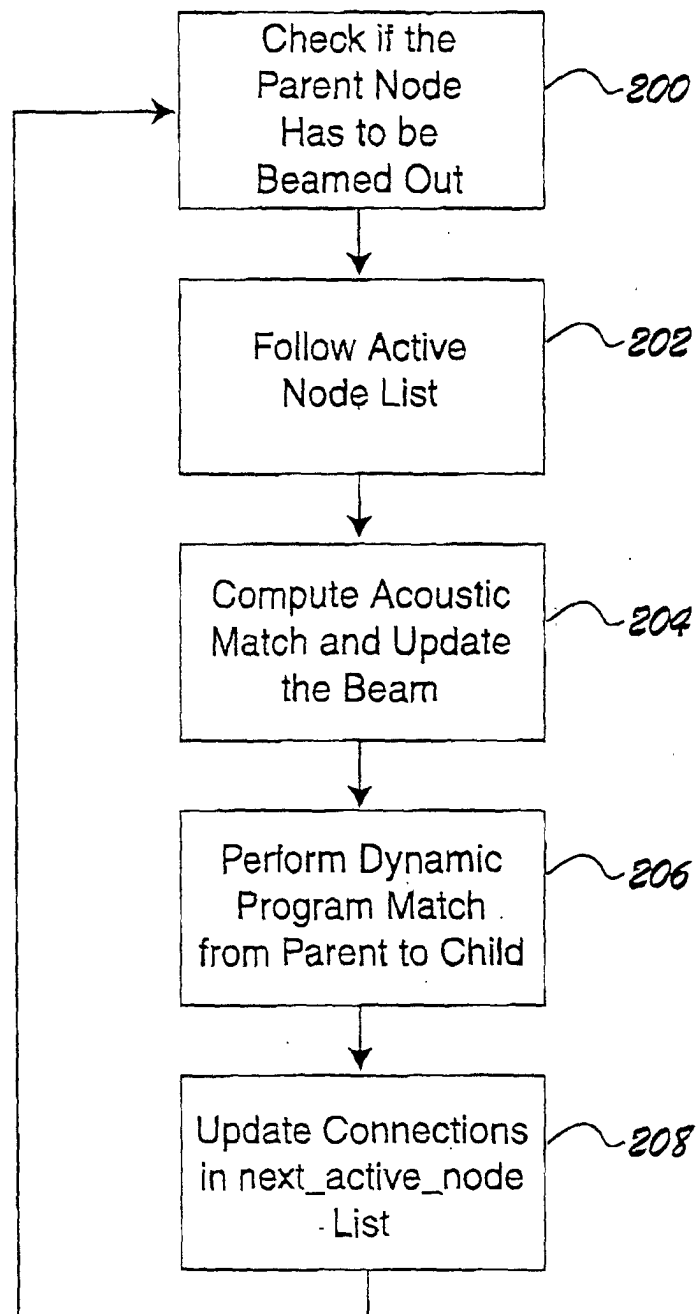 Check if the
Parent Node
Has to be
Beamed Out
200
Follow Active
Node List
202
Compute Acoustic
Match and Update
the Beam
204
Perform Dynamic
Program Match
from Parent to Child
206
Update Connections
in next_active_node
List
208